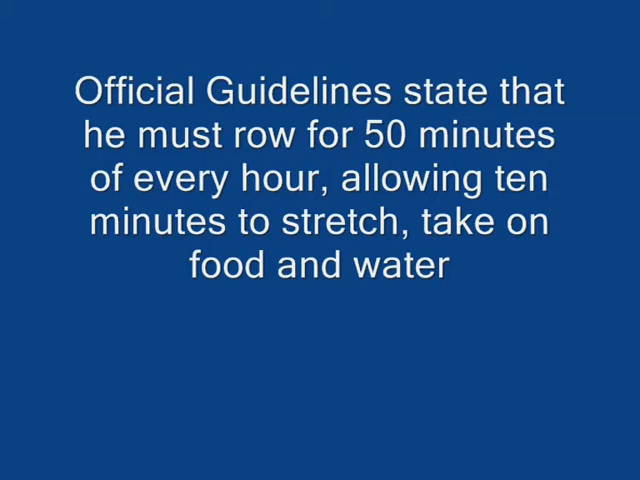 Official Guidelines state that
he must row for 50 minutes
of every hour, allowing ten
minutes to stretch, take on
food and water